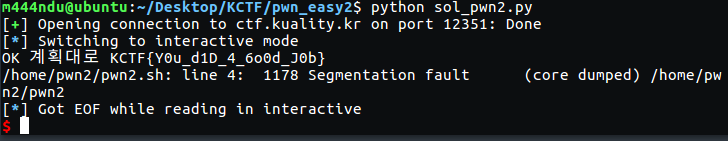 m444ndu@ubuntu:~/Desktop/KCTF/pwn_easy2$ python sol_pwn2.py
[+] Opening connection to ctf.kuality.kr on port 12351: Done
[*] Switching to interactive mode
OK 계획대로 KCTF{Y0u_d1D_4_6o0d_J0b}
/home/pwn2/pwn2.sh: line 4:  1178 Segmentation fault      (core dumped) /home/pw
n2/pwn2
[*] Got EOF while reading in interactive
$